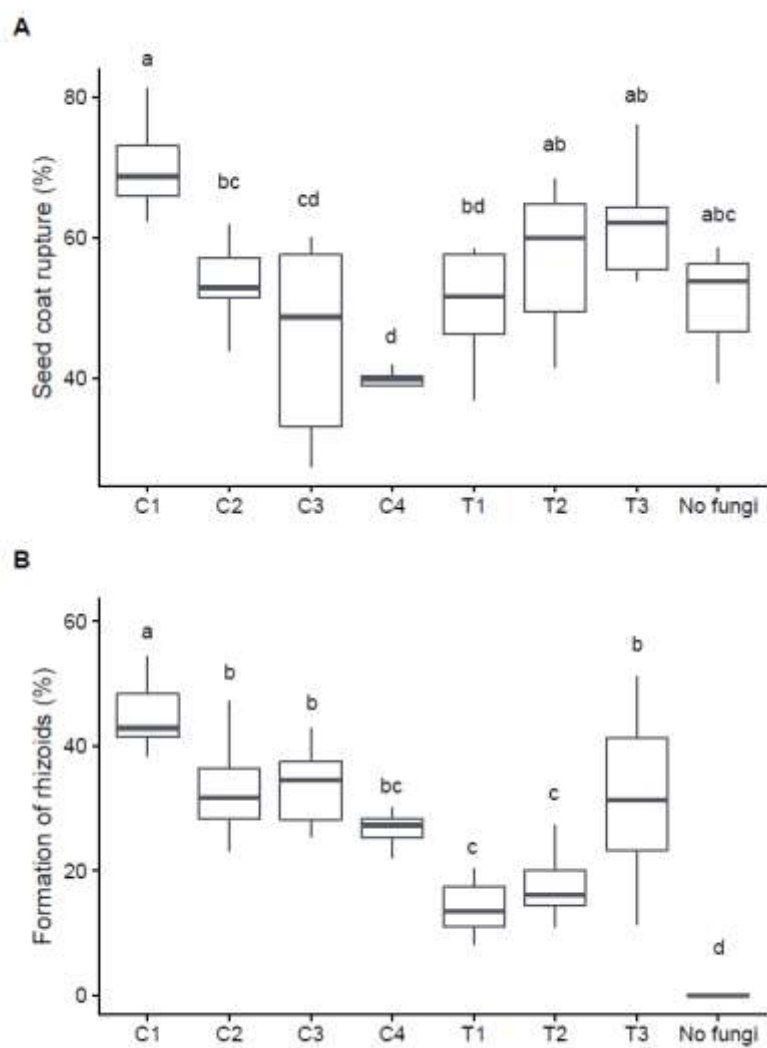 A
Seed coat rupture (%)
80
60
40
a
bc
cd
d
bd
ab
ab
abc
C1 C2 C3 C4 T1 T2 T3 No fungi
B
Formation of rhizoids (%)
60
40
20
0
a
b
b
bc
c
c
b
d
C1 C2 C3 C4 T1 T2 T3 No fungi